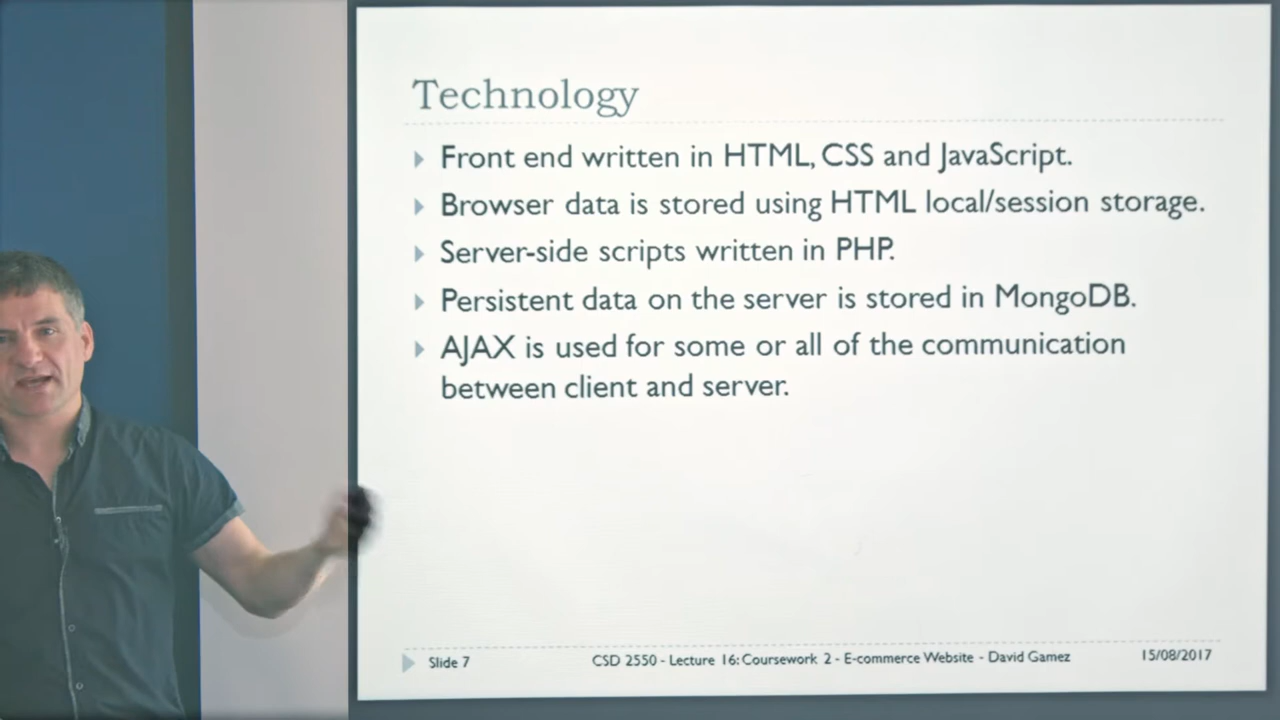 Technology
Front end written in HTML, CSS and JavaScript.
Browser data is stored using HTML local/session storage.
Server-side scripts written in PHP.
Persistent data on the server is stored in MongoDB.
AJAX is used for some or all of the communication
between client and server.
Slide 7
CSD 2550 - Lecture 16: Coursework 2 - E-commerce Website - David Gamez
15/08/2017